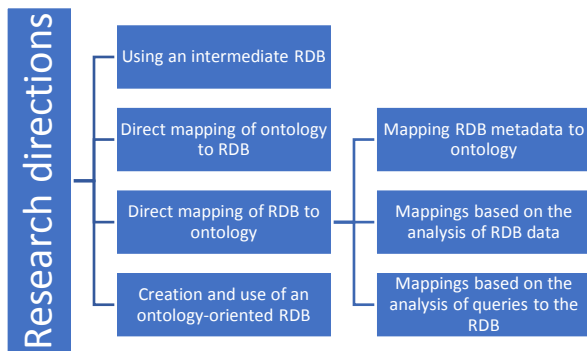 Research directions
Using an intermediate RDB
Direct mapping of ontology
to RDB
Direct mapping of RDB to
ontology
Creation and use of an
ontology-oriented RDB
Mapping RDB metadata to
ontology
Mappings based on the
analysis of RDB data
Mappings based on the
analysis of queries to the
RDB